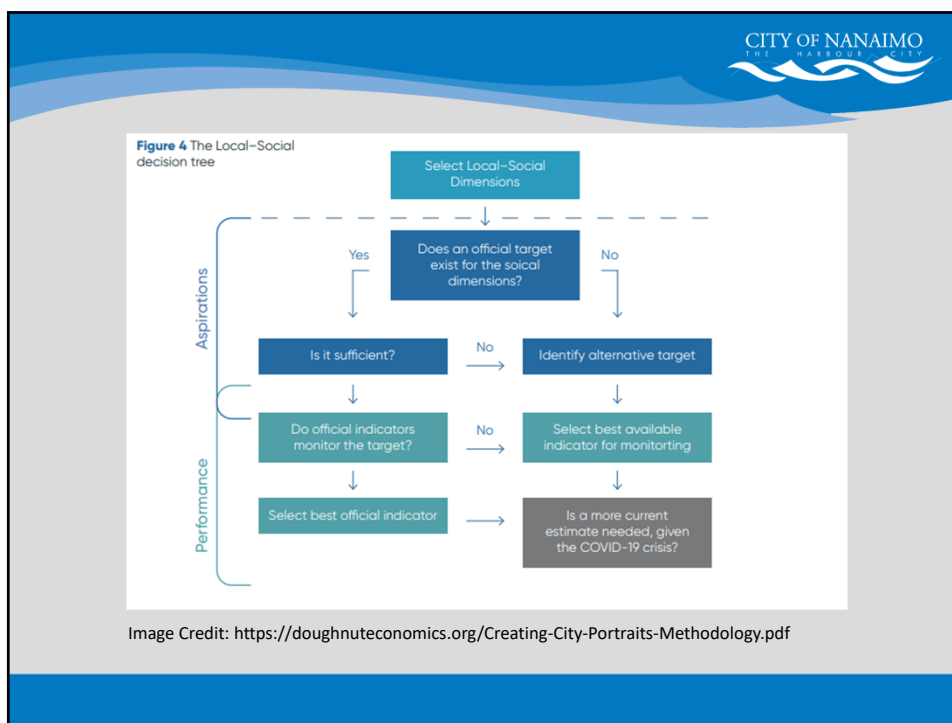 CITY OF NANAIMO
THE HARBOUR CITY
Figure 4 The Local–Social
decision tree
Select Local–Social
Dimensions
Does an official target
exist for the soical
dimensions?
Yes
No
Aspirations
Is it sufficient?
No
Identify alternative target
Do official indicators
monitor the target?
No
Select best available
indicator for monitorting
Performance
Select best official indicator
Is a more current
estimate needed, given
the COVID-19 crisis?
Image Credit: https://doughnuteconomics.org/Creating-City-Portraits-Methodology.pdf